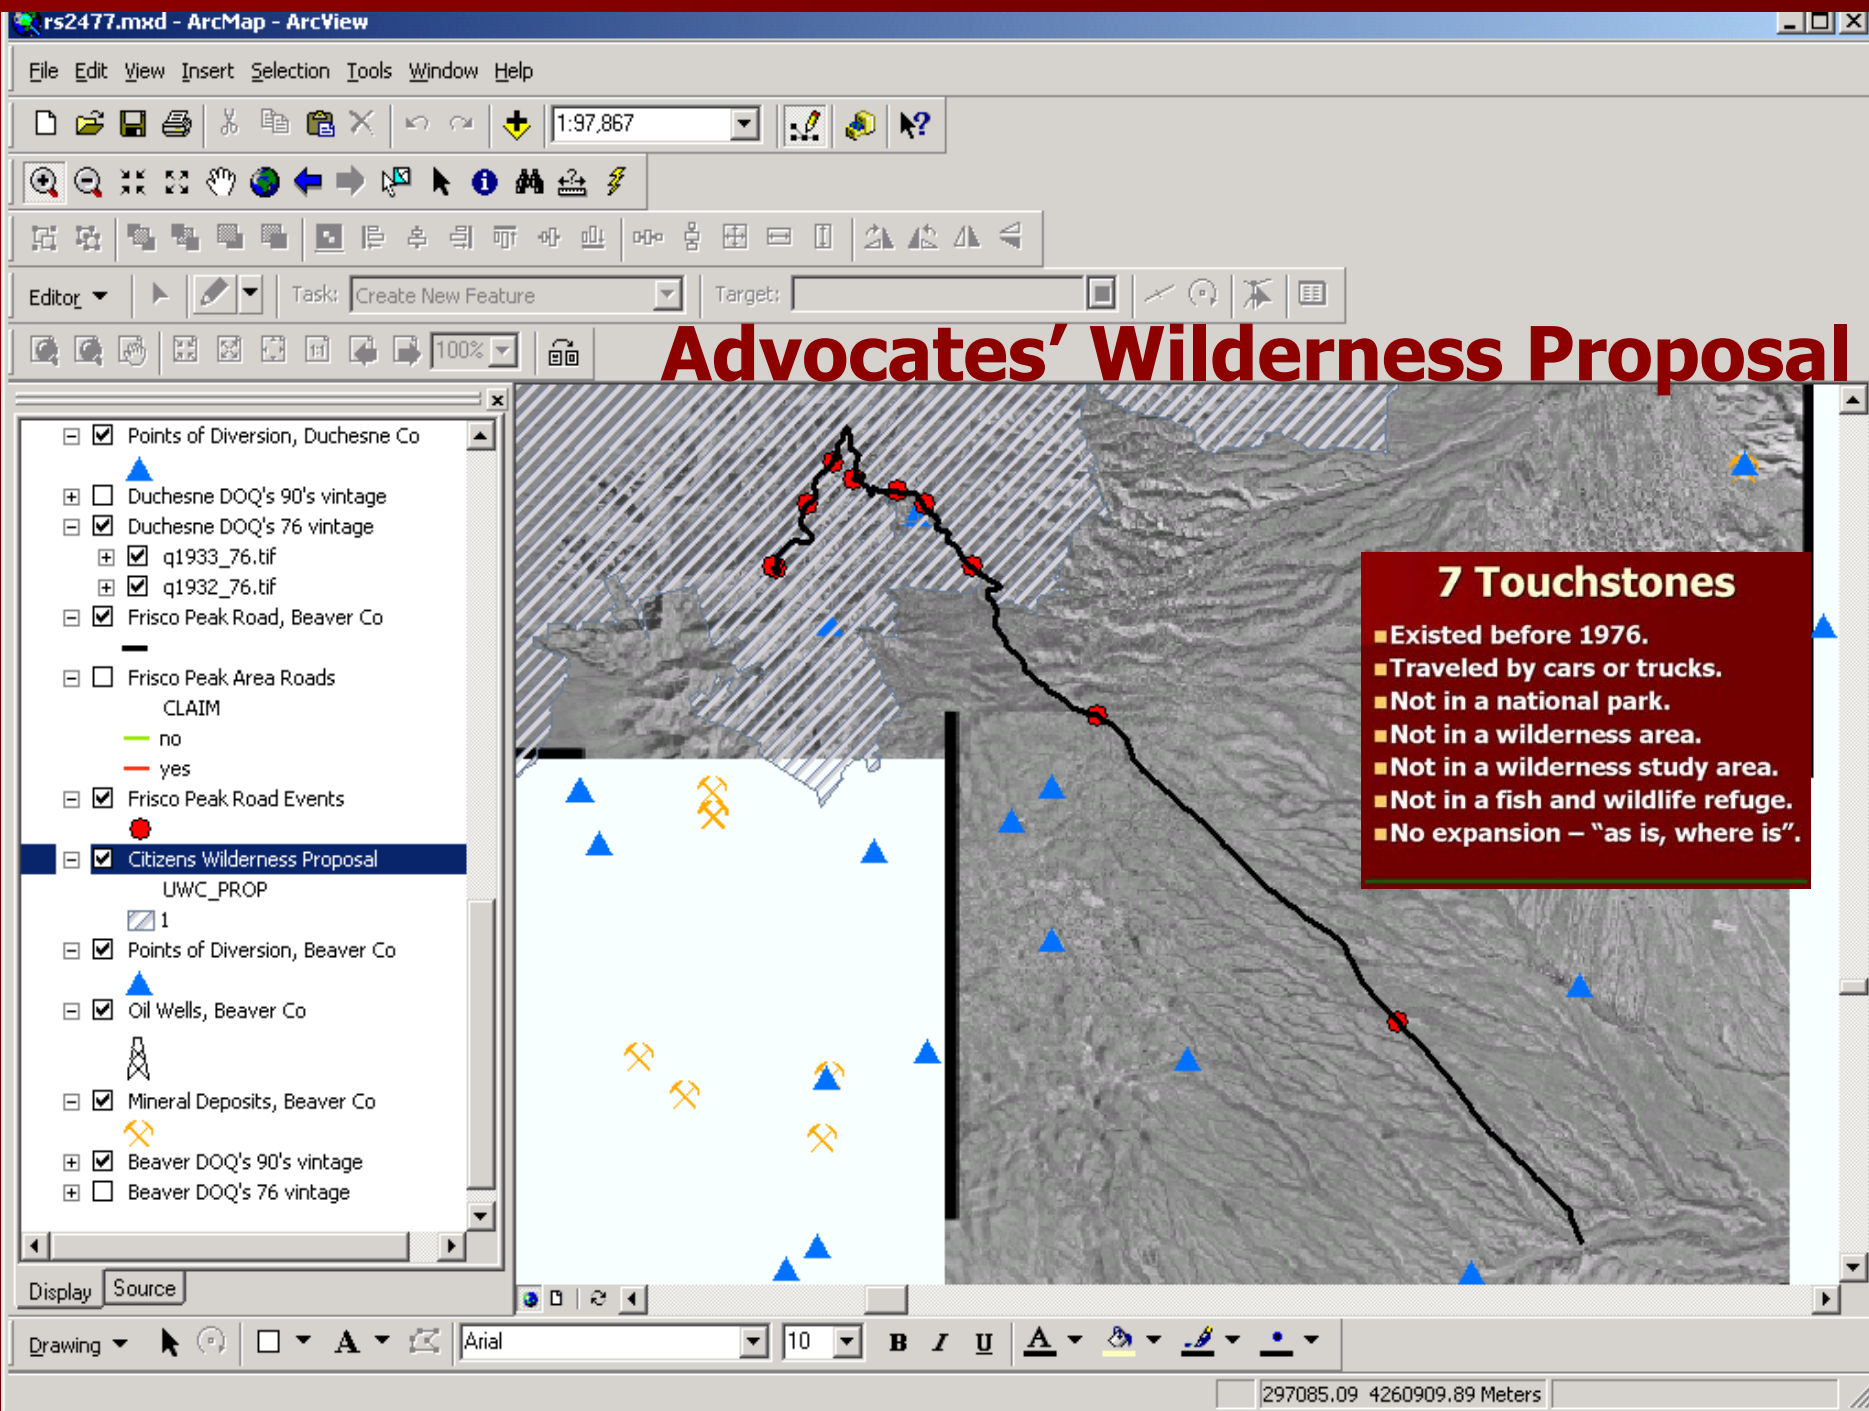 rs2477.mxd - ArcMap - ArcView
File Edit View Insert Selection Tools Window Help
1:97,867
Editor Task: Create New Feature Target:
100%
Advocates’ Wilderness Proposal
Points of Diversion, Duchesne Co
Duchesne DOQ's 90's vintage
Duchesne DOQ's 76 vintage
q1933_76.tif
q1932_76.tif
Frisco Peak Road, Beaver Co
Frisco Peak Area Roads
CLAIM
no
yes
Frisco Peak Road Events
Citizens Wilderness Proposal
UWC_PROP
1
Points of Diversion, Beaver Co
Oil Wells, Beaver Co
Mineral Deposits, Beaver Co
Beaver DOQ's 90's vintage
Beaver DOQ's 76 vintage
Display Source
7 Touchstones
Existed before 1976.
Traveled by cars or trucks.
Not in a national park.
Not in a wilderness area.
Not in a wilderness study area.
Not in a fish and wildlife refuge.
No expansion – “as is, where is”.
Drawing A Arial 10 B I U A
297085.09 4260909.89 Meters